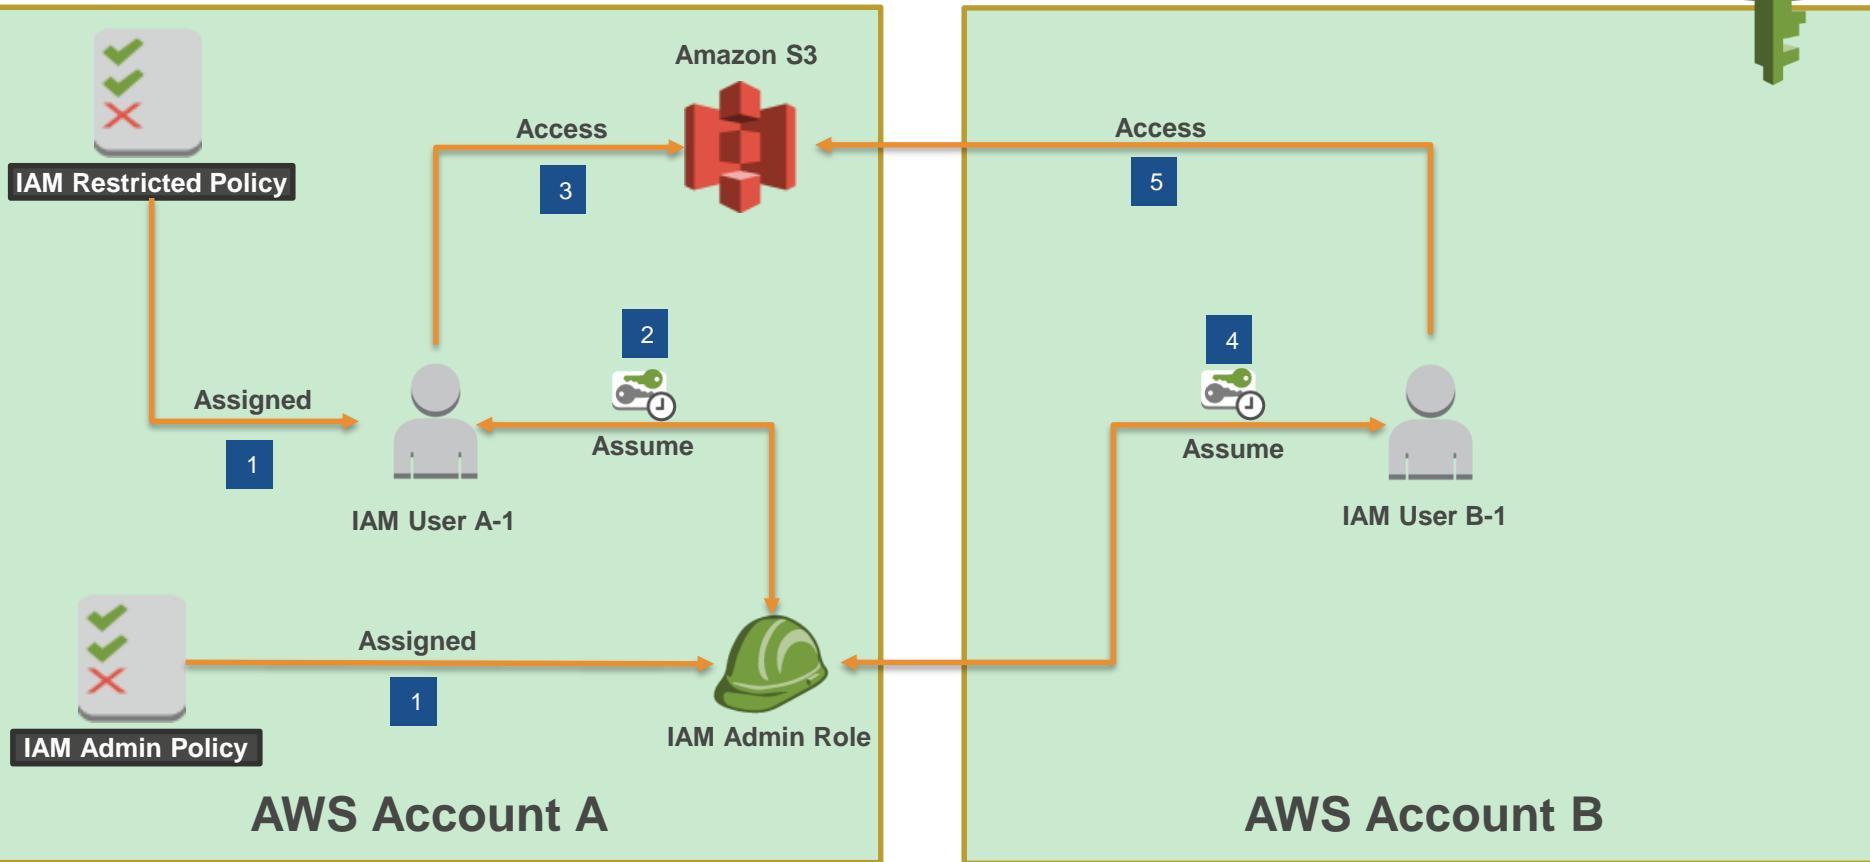 Amazon S3
Access
3
Access
5
IAM Restricted Policy
2
4
Assigned
1
Assume
Assume
IAM User A-1
IAM User B-1
Assigned
1
IAM Admin Policy
IAM Admin Role
AWS Account A
AWS Account B